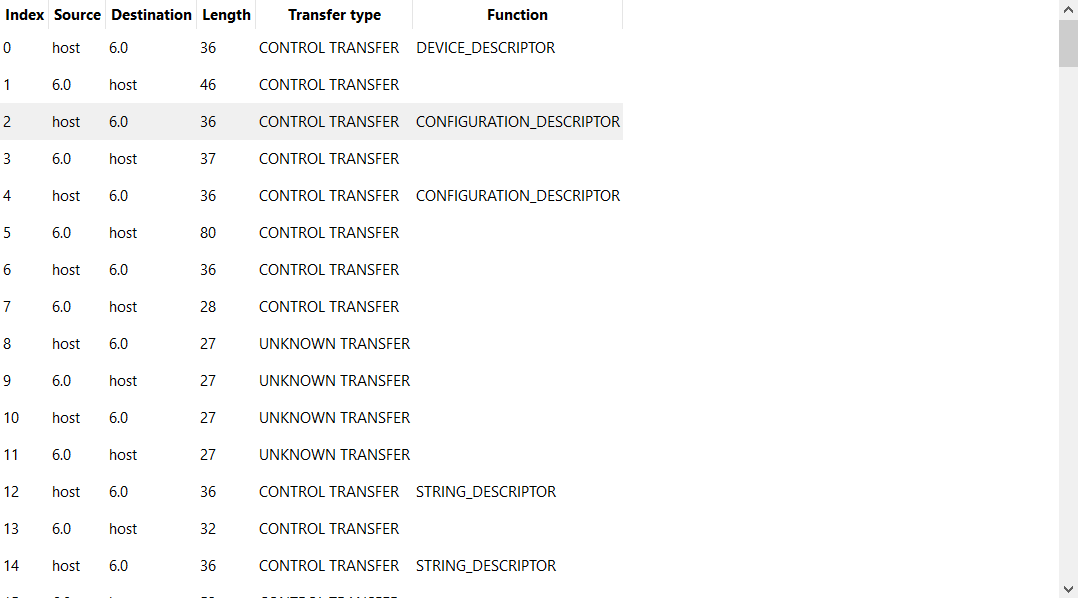 Index Source Destination Length Transfer type Function
0 host 6.0 36 CONTROL TRANSFER DEVICE_DESCRIPTOR
1 6.0 host 46 CONTROL TRANSFER
2 host 6.0 36 CONTROL TRANSFER CONFIGURATION_DESCRIPTOR
3 6.0 host 37 CONTROL TRANSFER
4 host 6.0 36 CONTROL TRANSFER CONFIGURATION_DESCRIPTOR
5 6.0 host 80 CONTROL TRANSFER
6 host 6.0 36 CONTROL TRANSFER
7 6.0 host 28 CONTROL TRANSFER
8 host 6.0 27 UNKNOWN TRANSFER
9 6.0 host 27 UNKNOWN TRANSFER
10 host 6.0 27 UNKNOWN TRANSFER
11 6.0 host 27 UNKNOWN TRANSFER
12 host 6.0 36 CONTROL TRANSFER STRING_DESCRIPTOR
13 6.0 host 32 CONTROL TRANSFER
14 host 6.0 36 CONTROL TRANSFER STRING_DESCRIPTOR